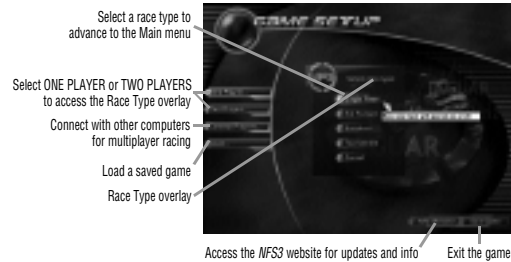 Select a race type to
advance to the Main menu
GAME SETUP
Select ONE PLAYER or TWO PLAYERS
to access the Race Type overlay
Connect with other computers
for multiplayer racing
Load a saved game
Race Type overlay
Access the NFS3 website for updates and info
Exit the game